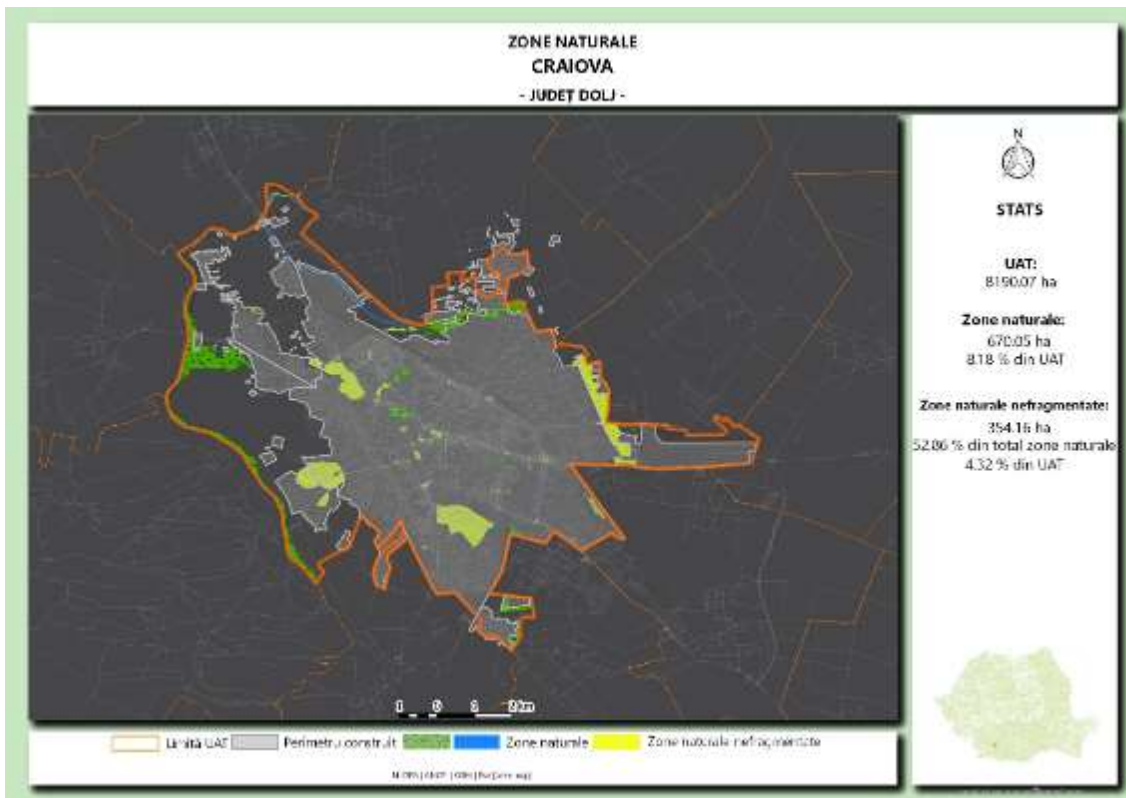 ZONE NATURALE
CRAIOVA
- JUDEȚ DOLJ -
N
STATS
UAT:
8190.07 ha
Zone naturale:
670.05 ha
8.18 % din UAT
Zone naturale nefragmentate:
354.16 ha
52.86 % din total zone naturale
4.32 % din UAT
km
Limită UAT Perimetru construit Zone naturale Zone naturale nefragmentate